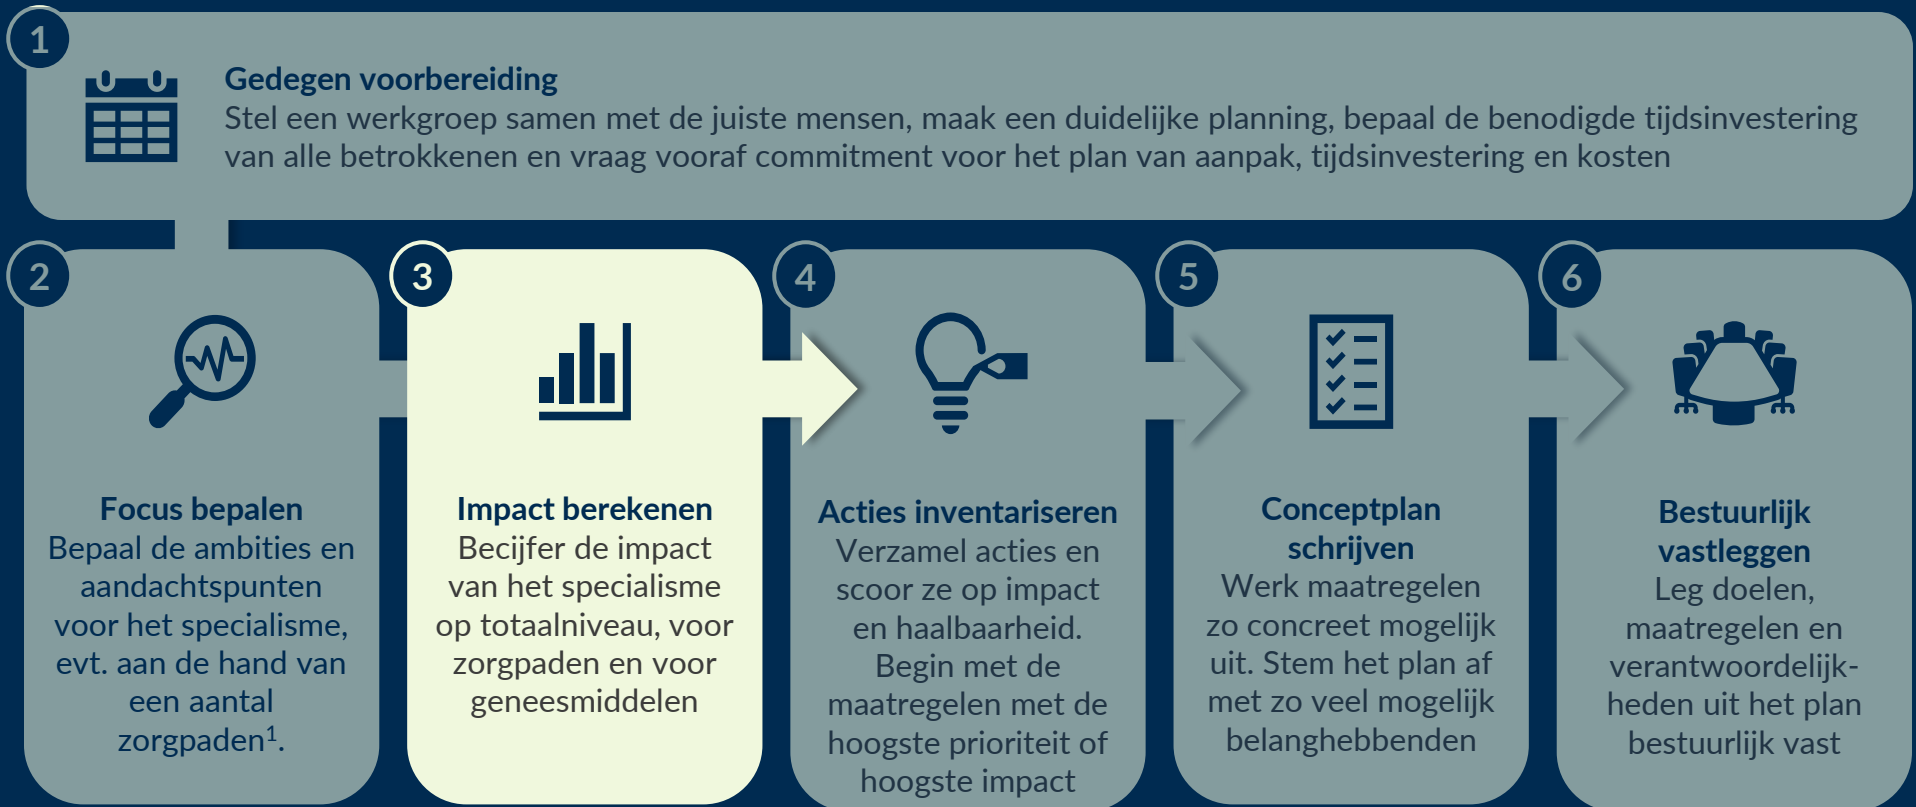 1
Gedegen voorbereiding
Stel een werkgroep samen met de juiste mensen, maak een duidelijke planning, bepaal de benodigde tijdsinvestering
van alle betrokkenen en vraag vooraf commitment voor het plan van aanpak, tijdsinvestering en kosten
2
Focus bepalen
Bepaal de ambities en
aandachtspunten
voor het specialisme,
evt. aan de hand van
een aantal
zorgpaden¹.
3
Impact berekenen
Becijfer de impact
van het specialisme
op totaalniveau, voor
zorgpaden en voor
geneesmiddelen
4
Acties inventariseren
Verzamel acties en
scoor ze op impact
en haalbaarheid.
Begin met de
maatregelen met de
hoogste prioriteit of
hoogste impact
5
Conceptplan
schrijven
Werk maatregelen
zo concreet mogelijk
uit. Stem het plan af
met zo veel mogelijk
belanghebbenden
6
Bestuurlijk
vastleggen
Leg doelen,
maatregelen en
verantwoordelijk-
heden uit het plan
bestuurlijk vast